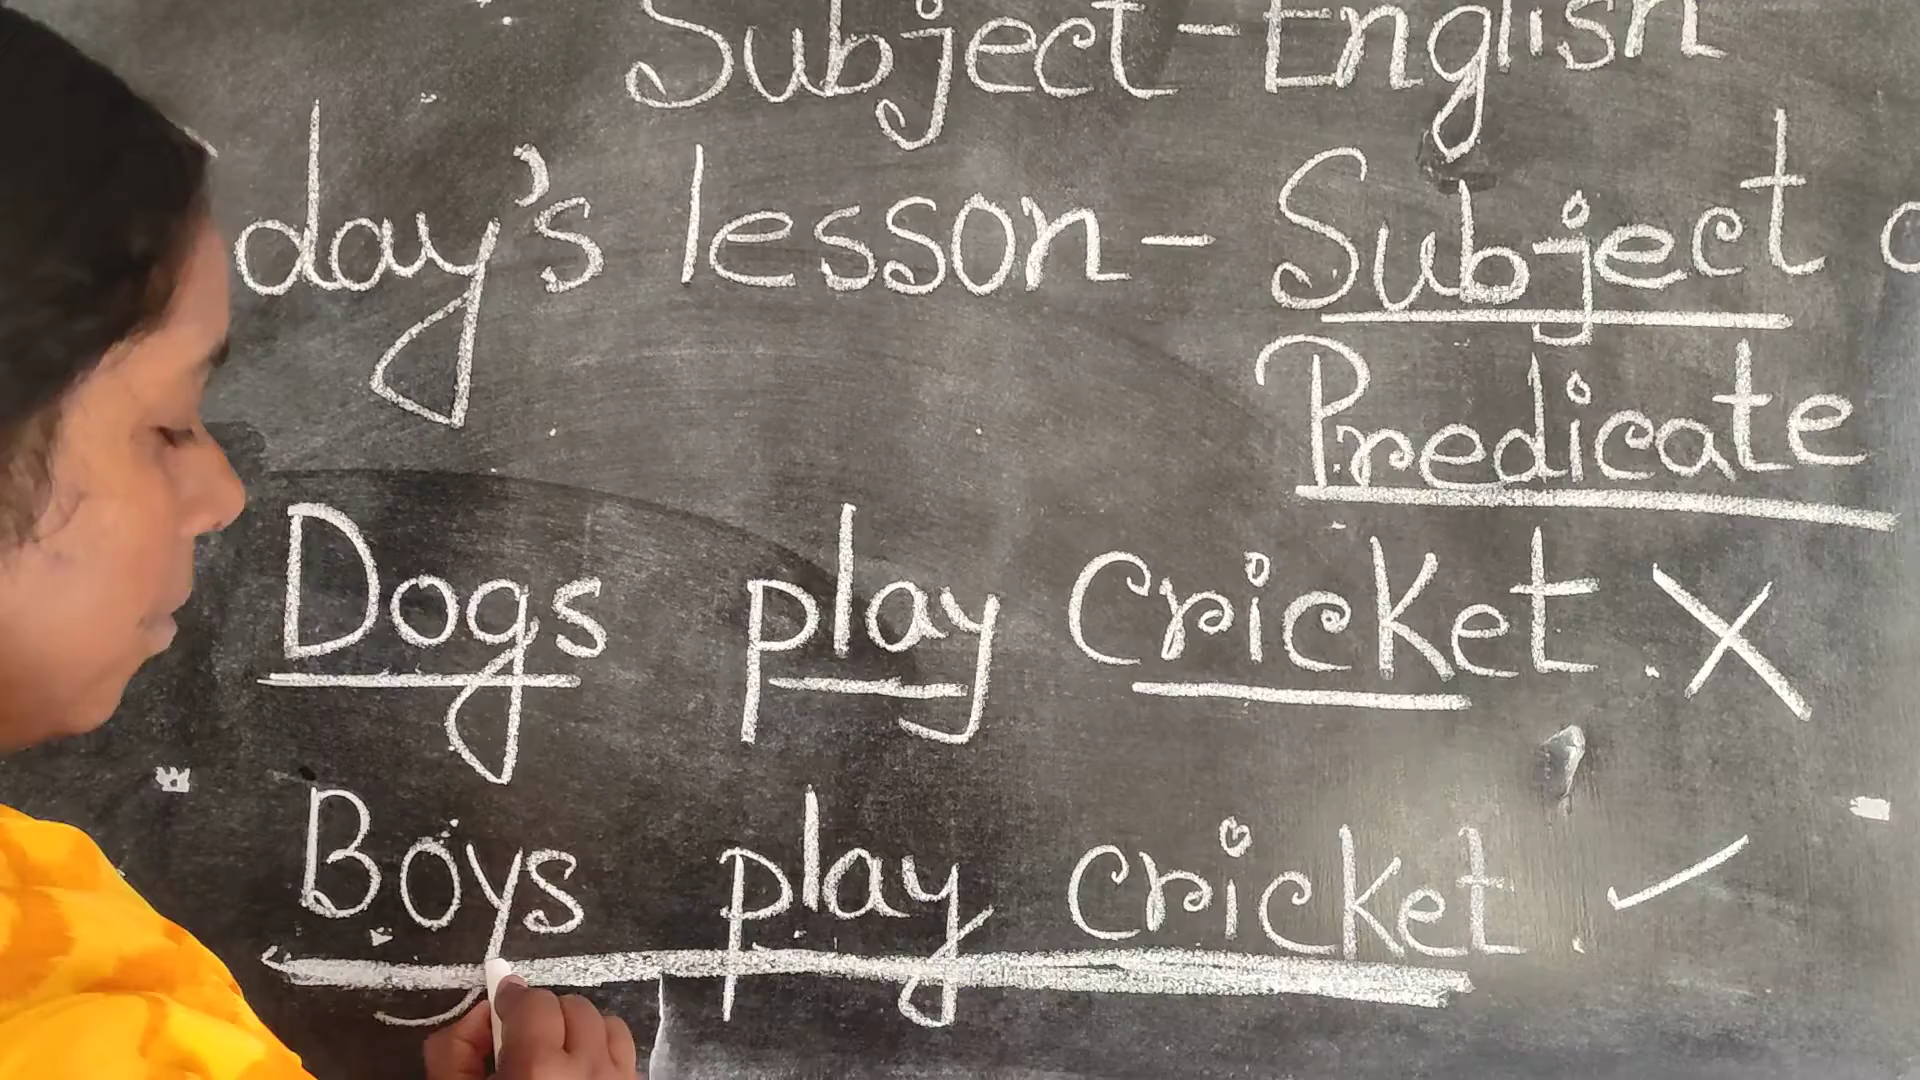 Subject-English
day's lesson- Subject
Predicate
Dogs play cricket. X
Boys play cricket. ✓